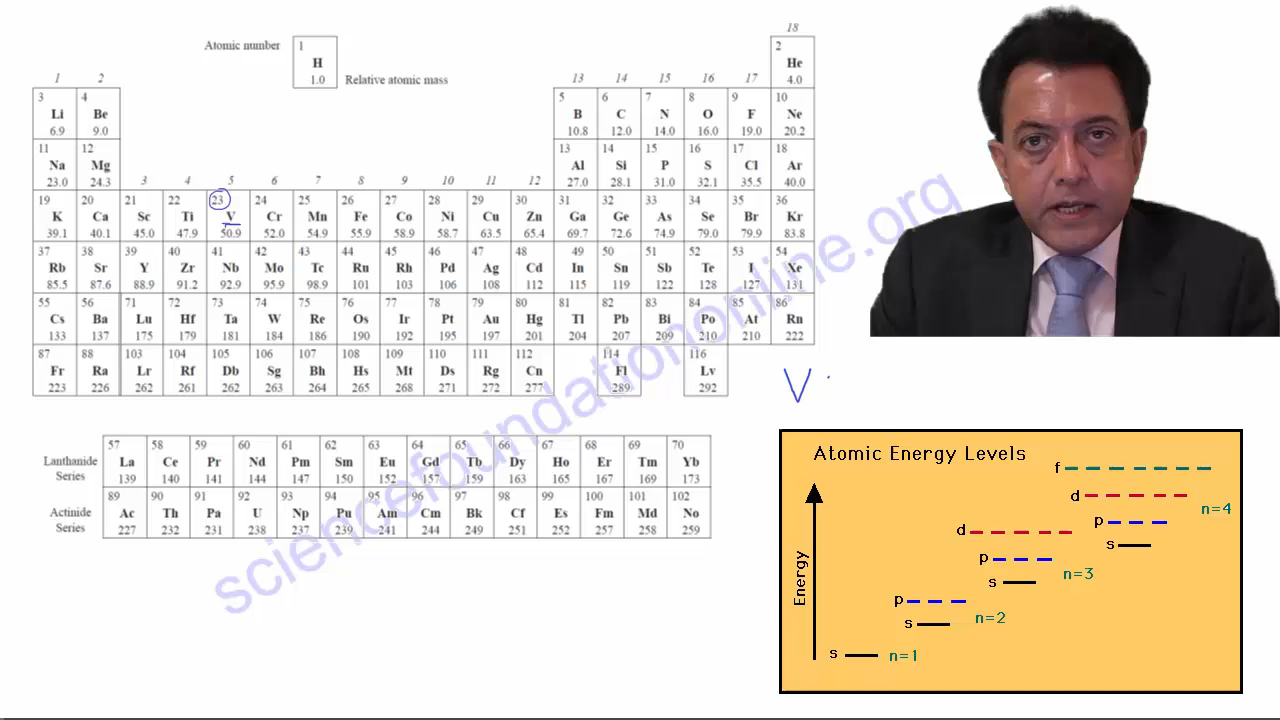 18
Atomic number 1 2
H He
1 2 1.0 Relative atomic mass 13 14 15 16 17 4.0
3 4 5 6 7 8 9 10
Li Be B C N O F Ne
6.9 9.0 10.8 12.0 14.0 16.0 19.0 20.2
11 12 13 14 15 16 17 18
Na Mg Al Si P S Cl Ar
23.0 24.3 3 4 5 6 7 8 9 10 11 12 27.0 28.1 31.0 32.1 35.5 40.0
19 20 21 22 23 24 25 26 27 28 29 30 31 32 33 34 35 36
K Ca Sc Ti V Cr Mn Fe Co Ni Cu Zn Ga Ge As Se Br Kr
39.1 40.1 45.0 47.9 50.9 52.0 54.9 55.9 58.9 58.7 63.5 65.4 69.7 72.6 74.9 79.0 79.9 83.8
37 38 39 40 41 42 43 44 45 46 47 48 49 50 51 52 53 54
Rb Sr Y Zr Nb Mo Tc Ru Rh Pd Ag Cd In Sn Sb Te I Xe
85.5 87.6 88.9 91.2 92.9 95.9 98.9 101 103 106 108 112 115 119 122 128 127 131
55 56 71 72 73 74 75 76 77 78 79 80 81 82 83 84 85 86
Cs Ba Lu Hf Ta W Re Os Ir Pt Au Hg Tl Pb Bi Po At Rn
133 137 175 179 181 184 186 190 192 195 197 201 204 207 209 210 210 222
87 88 103 104 105 106 107 108 109 110 111 112 114 116
Fr Ra Lr Rf Db Sg Bh Hs Mt Ds Rg Cn Fl Lv
223 226 262 261 262 263 264 265 268 271 272 277 289 292
V
57 58 59 60 61 62 63 64 65 66 67 68 69 70
Lanthanide La Ce Pr Nd Pm Sm Eu Gd Tb Dy Ho Er Tm Yb
Series 139 140 141 144 147 150 152 157 159 163 165 167 169 173
89 90 91 92 93 94 95 96 97 98 99 100 101 102
Actinide Ac Th Pa U Np Pu Am Cm Bk Cf Es Fm Md No
Series 227 232 231 238 237 239 241 244 249 251 252 257 258 259
sciencefoundationonline.org
Atomic Energy Levels
f
d
n=4
p
s
d
p
n=3
s
p
n=2
s
s n=1
Energy